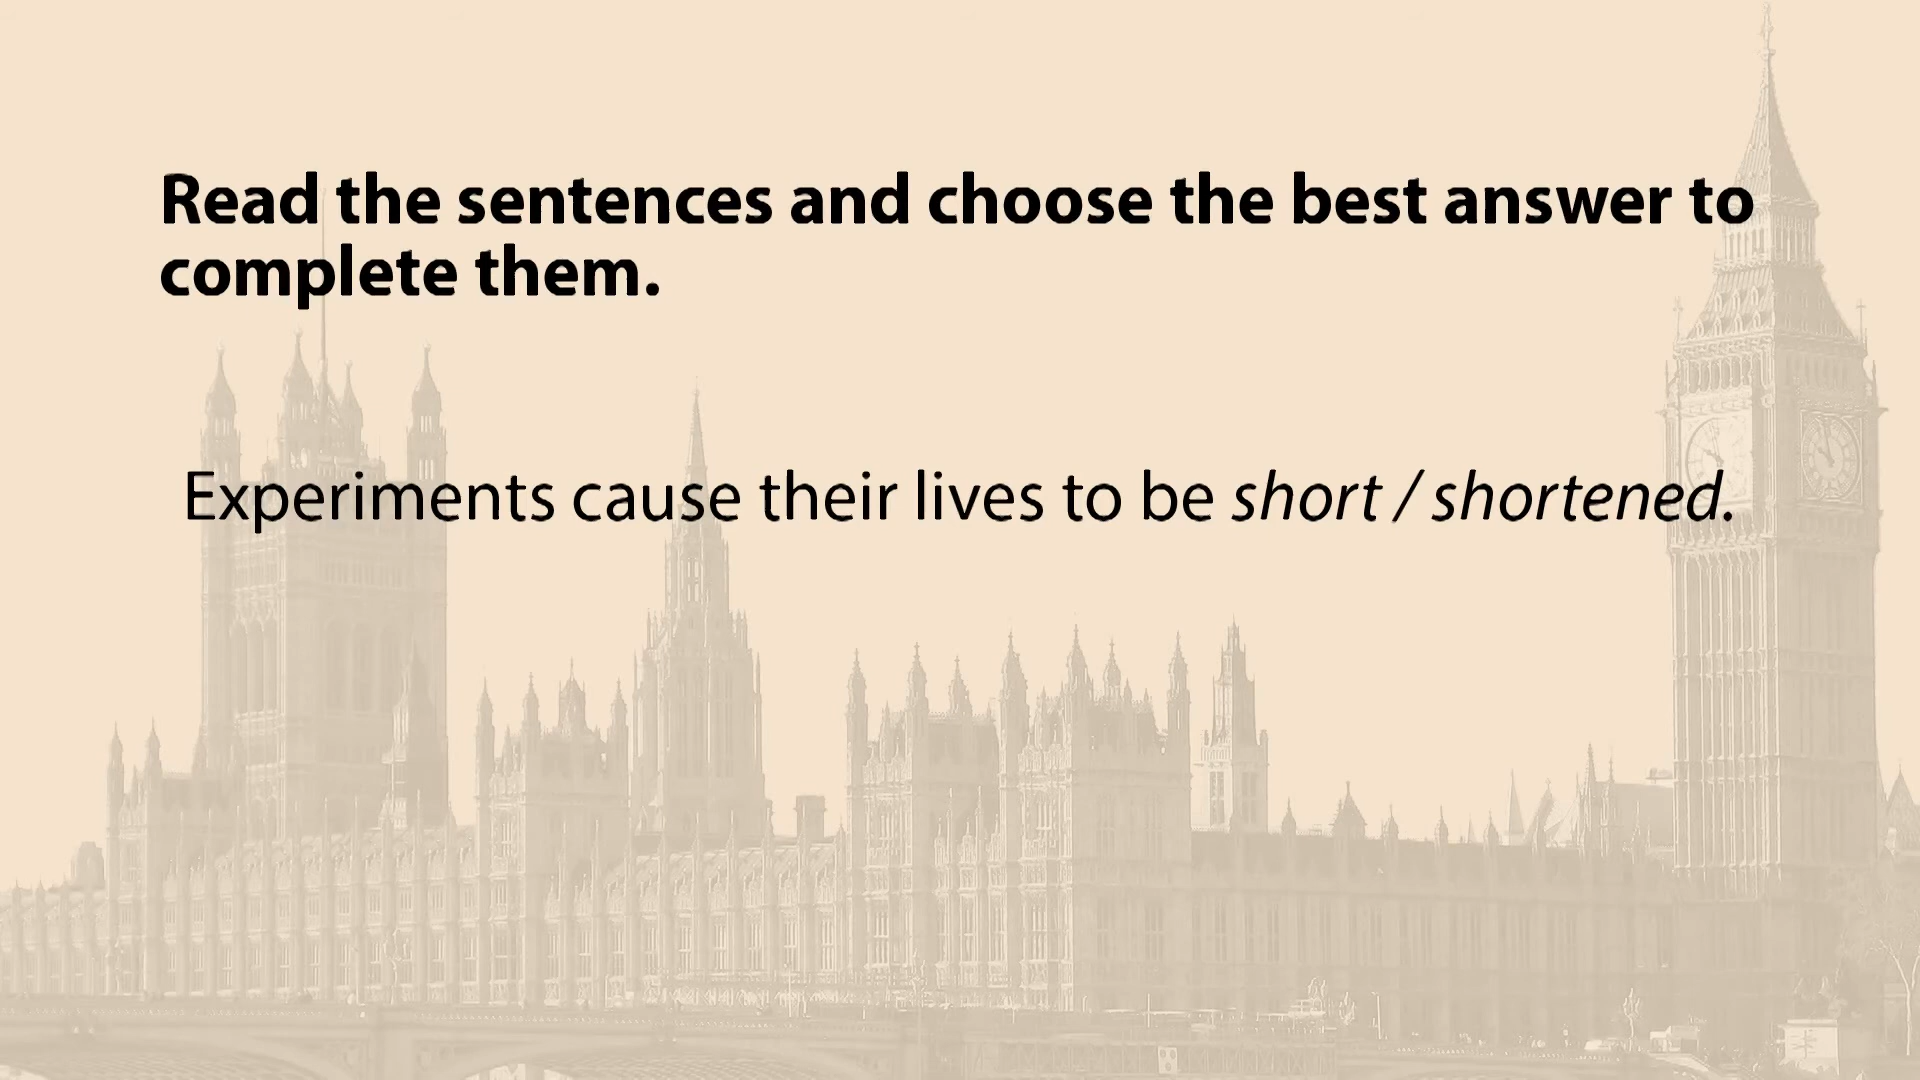 Read the sentences and choose the best answer to
complete them.
Experiments cause their lives to be short / shortened.